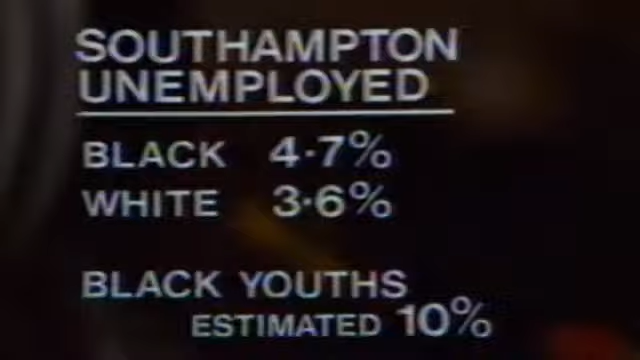 SOUTHAMPTON
UNEMPLOYED
BLACK 4·7%
WHITE 3·6%
BLACK YOUTHS
ESTIMATED 10%